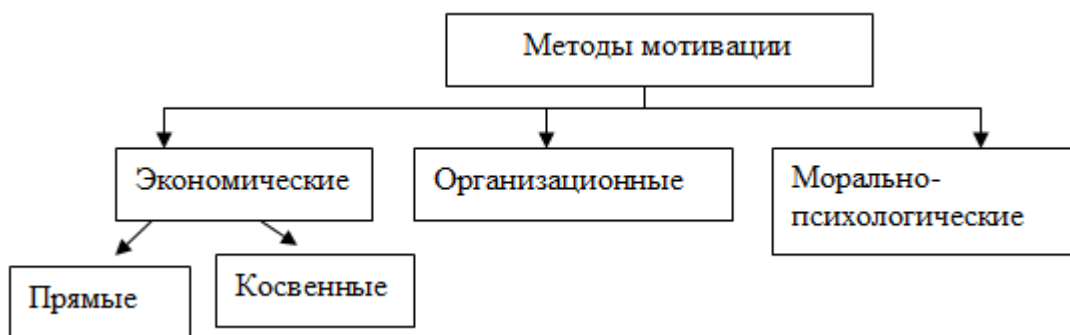 Методы мотивации
Экономические
Организационные
Морально-
психологические
Прямые
Косвенные